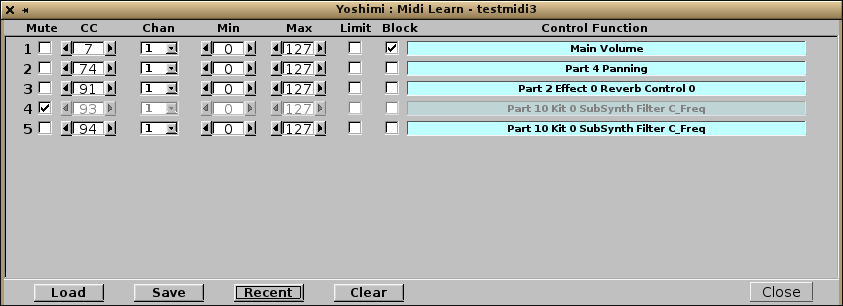 Yoshimi : Midi Learn - testmidi3
Mute CC Chan Min Max Limit Block Control Function
1 7 1 0 127 Main Volume
2 74 1 0 127 Part 4 Panning
3 91 1 0 127 Part 2 Effect 0 Reverb Control 0
4 93 1 0 127 Part 10 Kit 0 SubSynth Filter C_Freq
5 94 1 0 127 Part 10 Kit 0 SubSynth Filter C_Freq
Load Save Recent Clear Close